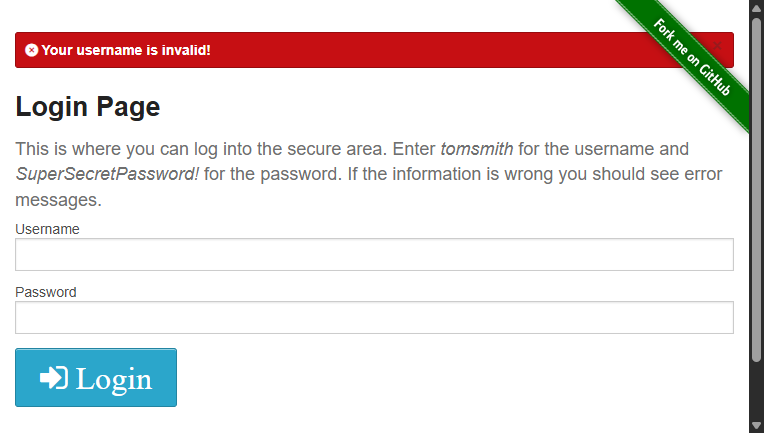 Your username is invalid!
Fork me on GitHub
Login Page
This is where you can log into the secure area. Enter tomsmith for the username and
SuperSecretPassword! for the password. If the information is wrong you should see error
messages.
Username
Password
Login